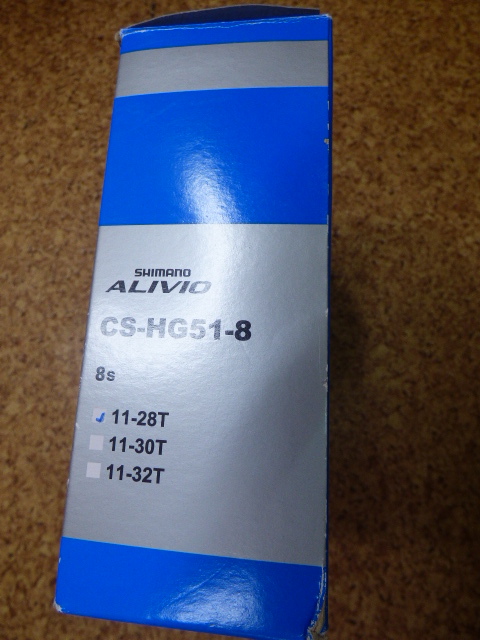 SHIMANO
ALIVIO
CS-HG51-8
8s
11-28T
11-30T
11-32T